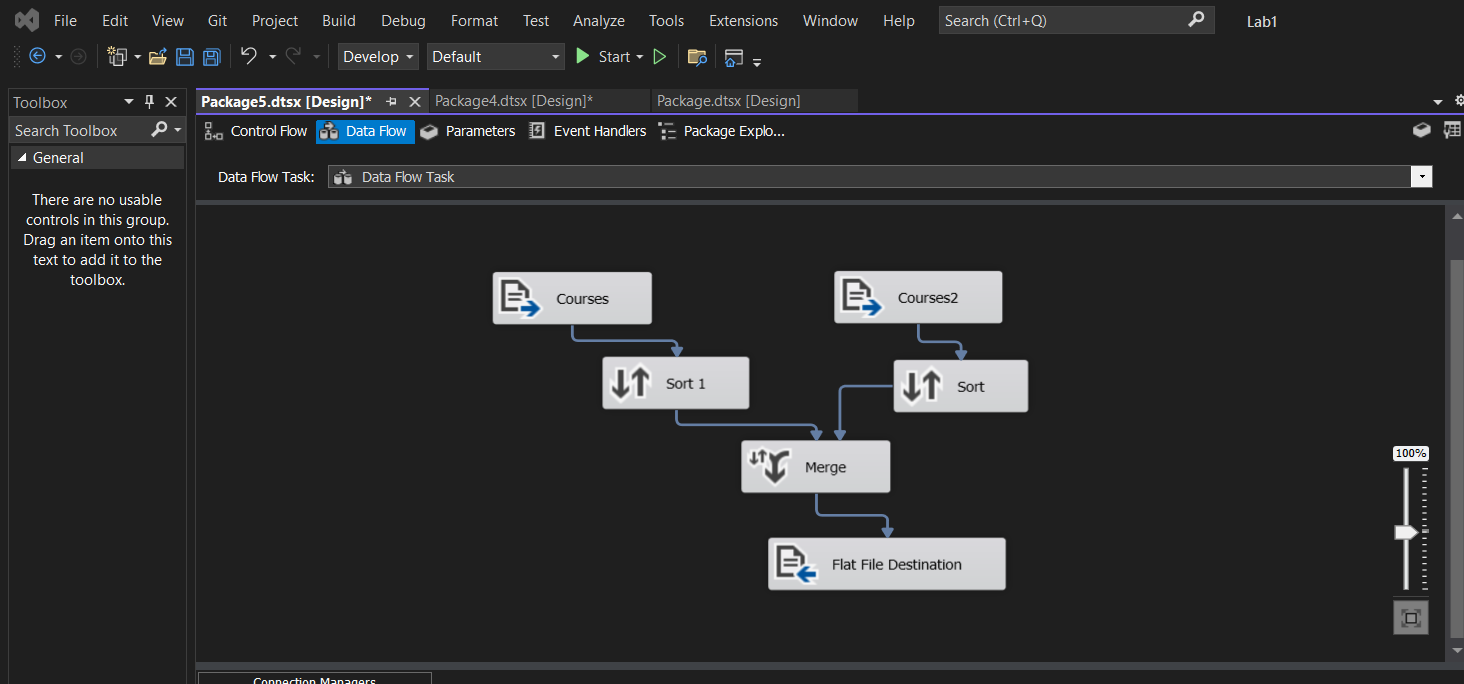 File Edit View Git Project Build Debug Format Test Analyze Tools Extensions Window Help Search (Ctrl+Q) Lab1
Develop Default Start
Toolbox
Search Toolbox
General
There are no usable
controls in this group.
Drag an item onto this
text to add it to the
toolbox.
Package5.dtsx [Design]* Package4.dtsx [Design]* Package.dtsx [Design]
Control Flow Data Flow Parameters Event Handlers Package Explo...
Data Flow Task: Data Flow Task
Courses Courses2
Sort 1 Sort
Merge
Flat File Destination
100%
Connection Managers